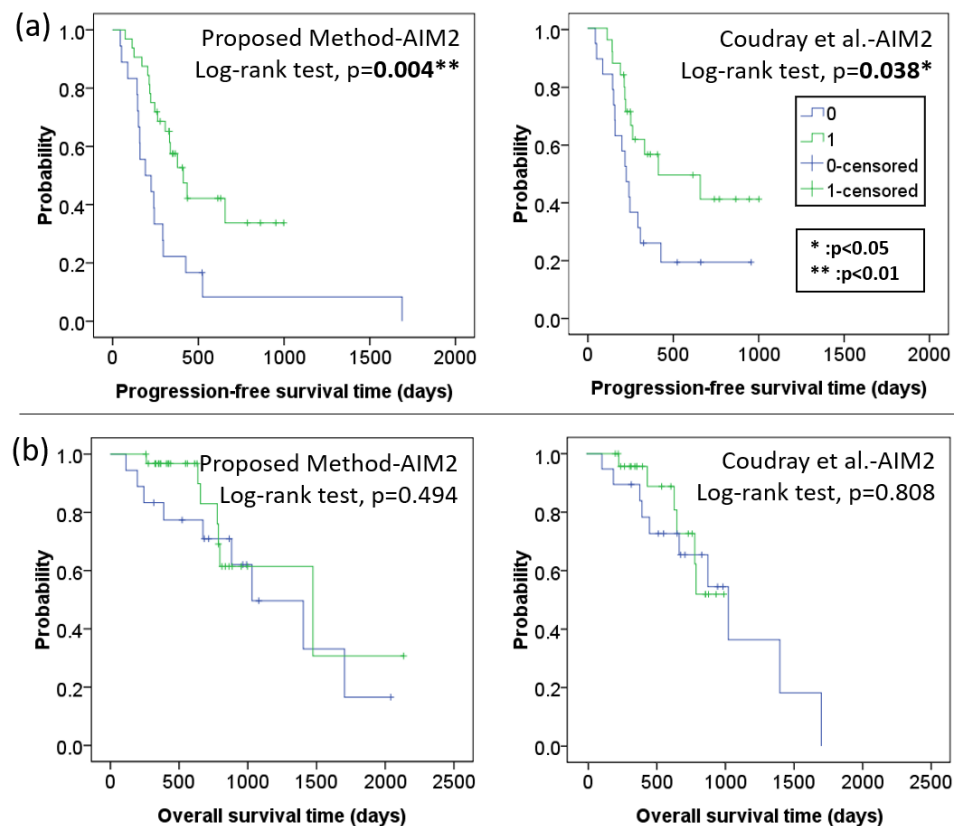 (a)
Proposed Method-AIM2
Log-rank test, p=0.004**
1.0
0.8
0.6
0.4
0.2
0.0
Probability
0 500 1000 1500 2000
Progression-free survival time (days)
Coudray et al.-AIM2
Log-rank test, p=0.038*
0
1
0-censored
1-censored
* :p<0.05
** :p<0.01
1.0
0.8
0.6
0.4
0.2
0.0
Probability
0 500 1000 1500 2000
Progression-free survival time (days)
(b)
Proposed Method-AIM2
Log-rank test, p=0.494
1.0
0.8
0.6
0.4
0.2
0.0
Probability
0 500 1000 1500 2000
Overall survival time (days)
Coudray et al.-AIM2
Log-rank test, p=0.808
1.0
0.8
0.6
0.4
0.2
0.0
Probability
0 500 1000 1500 2000
Overall survival time (days)